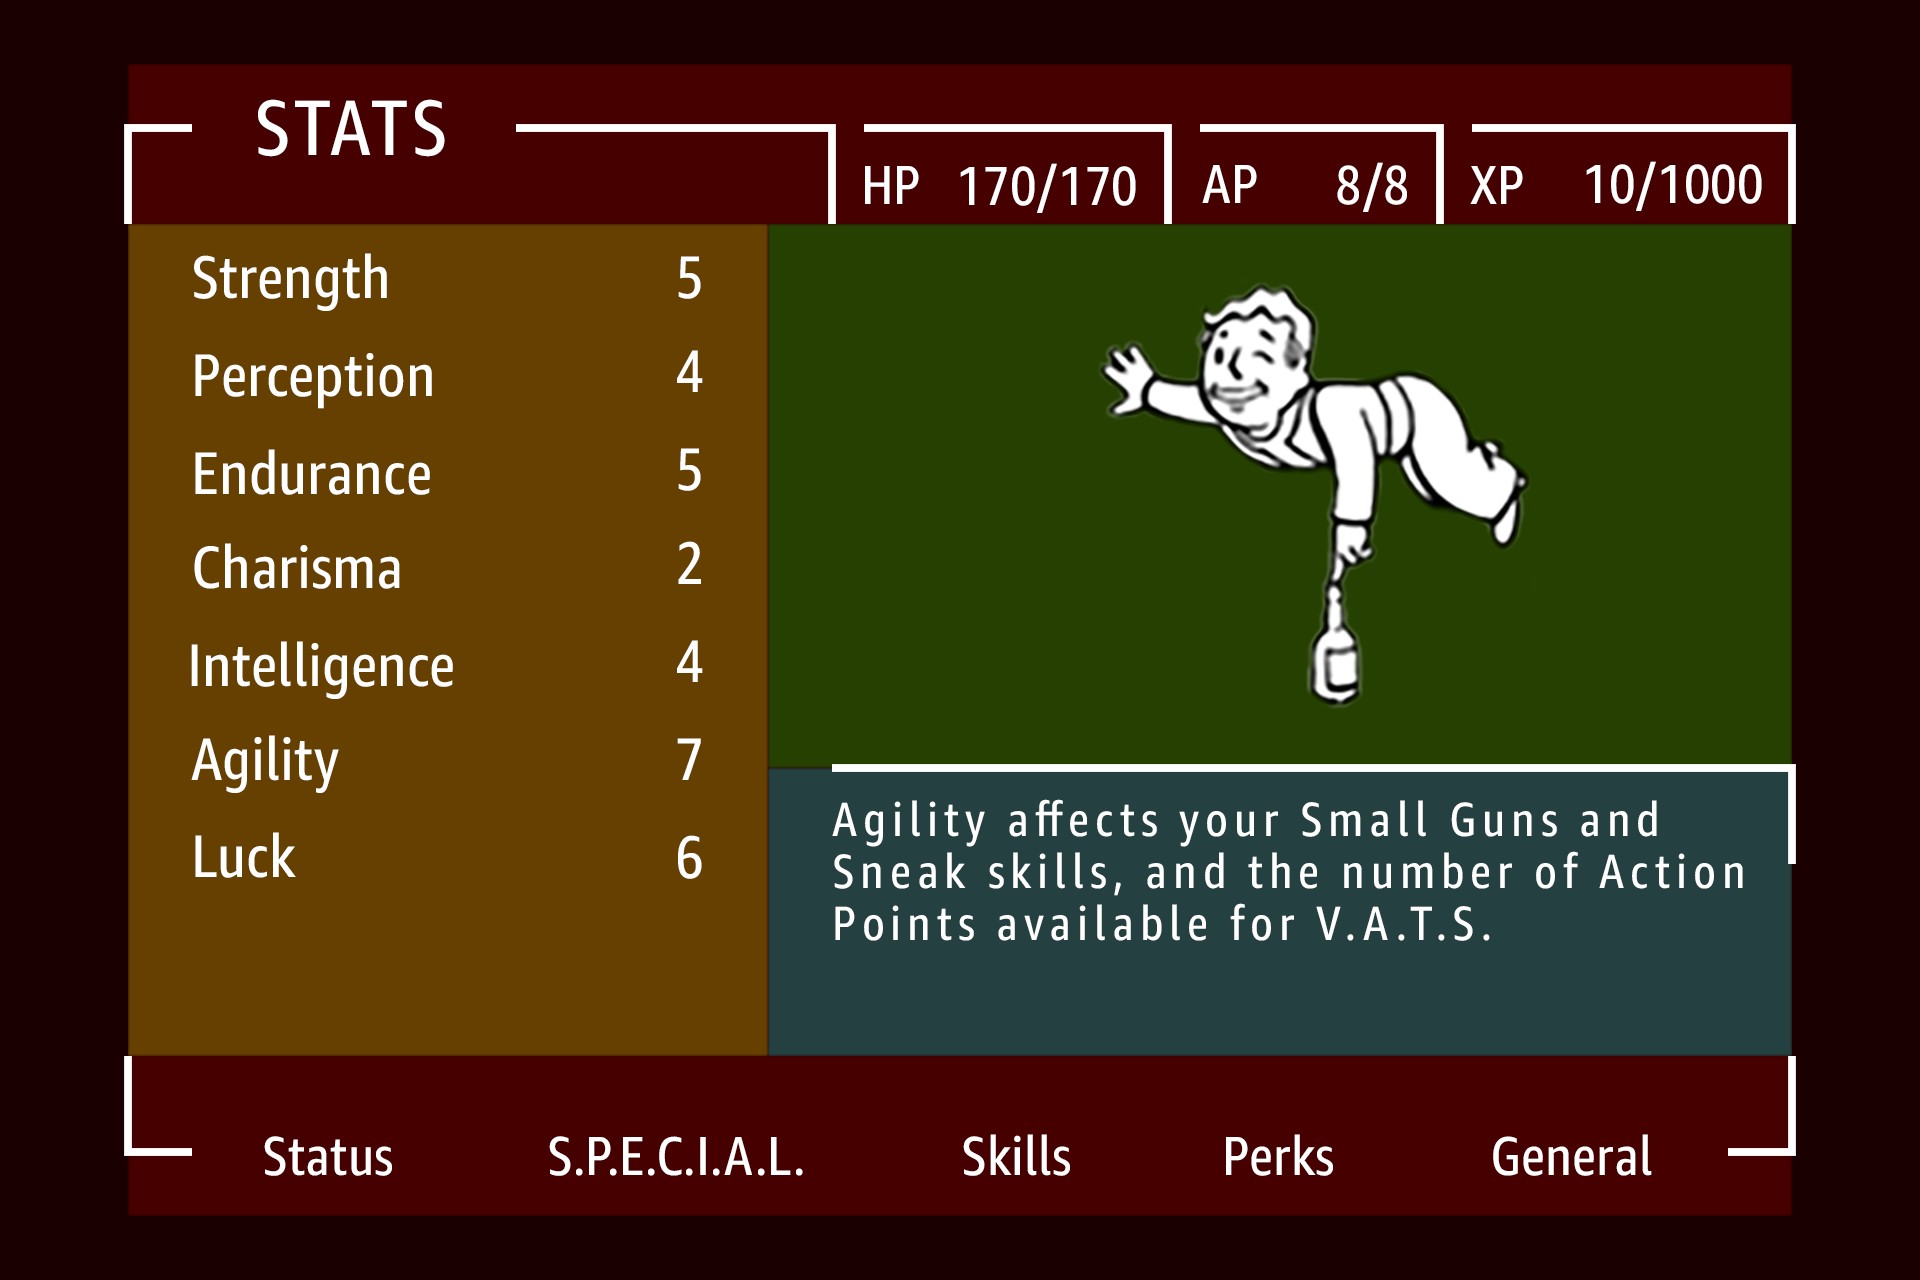 STATS
HP 170/170 AP 8/8 XP 10/1000
Strength 5
Perception 4
Endurance 5
Charisma 2
Intelligence 4
Agility 7
Luck 6
Agility affects your Small Guns and
Sneak skills, and the number of Action
Points available for V.A.T.S.
Status S.P.E.C.I.A.L. Skills Perks General